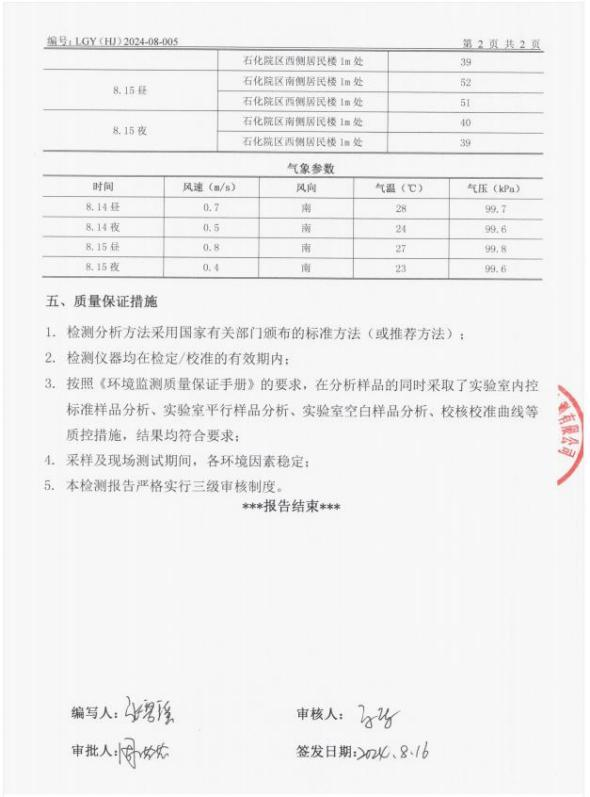 编号: LGY（HJ）2024-08-005 第 2 页 共 2 页
石化院区西侧居民楼 1m 处 39
8.15 昼 石化院区南侧居民楼 1m 处 52
石化院区西侧居民楼 1m 处 51
8.15 夜 石化院区南侧居民楼 1m 处 40
石化院区西侧居民楼 1m 处 39
气象参数
时间 风速（m/s） 风向 气温（℃） 气压（kPa）
8.14 昼 0.7 南 28 99.7
8.14 夜 0.5 南 24 99.6
8.15 昼 0.8 南 27 99.8
8.15 夜 0.4 南 23 99.6
五、质量保证措施
1. 检测分析方法采用国家有关部门颁布的标准方法（或推荐方法）;
2. 检测仪器均在检定/校准的有效期内;
3. 按照《环境监测质量保证手册》的要求，在分析样品的同时采取了实验室内控
标准样品分析、实验室平行样品分析、实验室空白样品分析、校核校准曲线等
质控措施，结果均符合要求;
4. 采样及现场测试期间，各环境因素稳定;
5. 本检测报告严格实行三级审核制度。
***报告结束***
有限公司
编写人:
审核人:
审批人:
签发日期: 2024.8.16